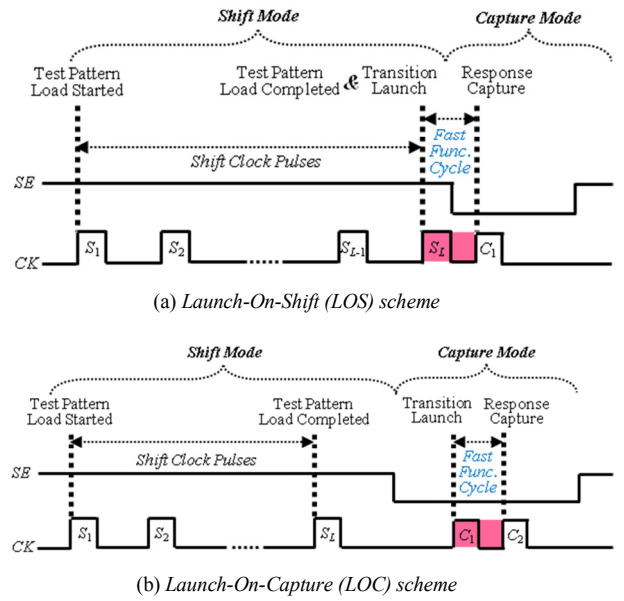 Shift Mode
Capture Mode
Test Pattern
Load Started
Test Pattern
Load Completed
&
Transition
Launch
Response
Capture
Fast
Func.
Cycle
Shift Clock Pulses
SE
S1
S2
SL-1
SL
C1
CK
(a) Launch-On-Shift (LOS) scheme
Shift Mode
Capture Mode
Test Pattern
Load Started
Test Pattern
Load Completed
Transition
Launch
Response
Capture
Fast
Func.
Cycle
Shift Clock Pulses
SE
S1
S2
SL
C1
C2
CK
(b) Launch-On-Capture (LOC) scheme